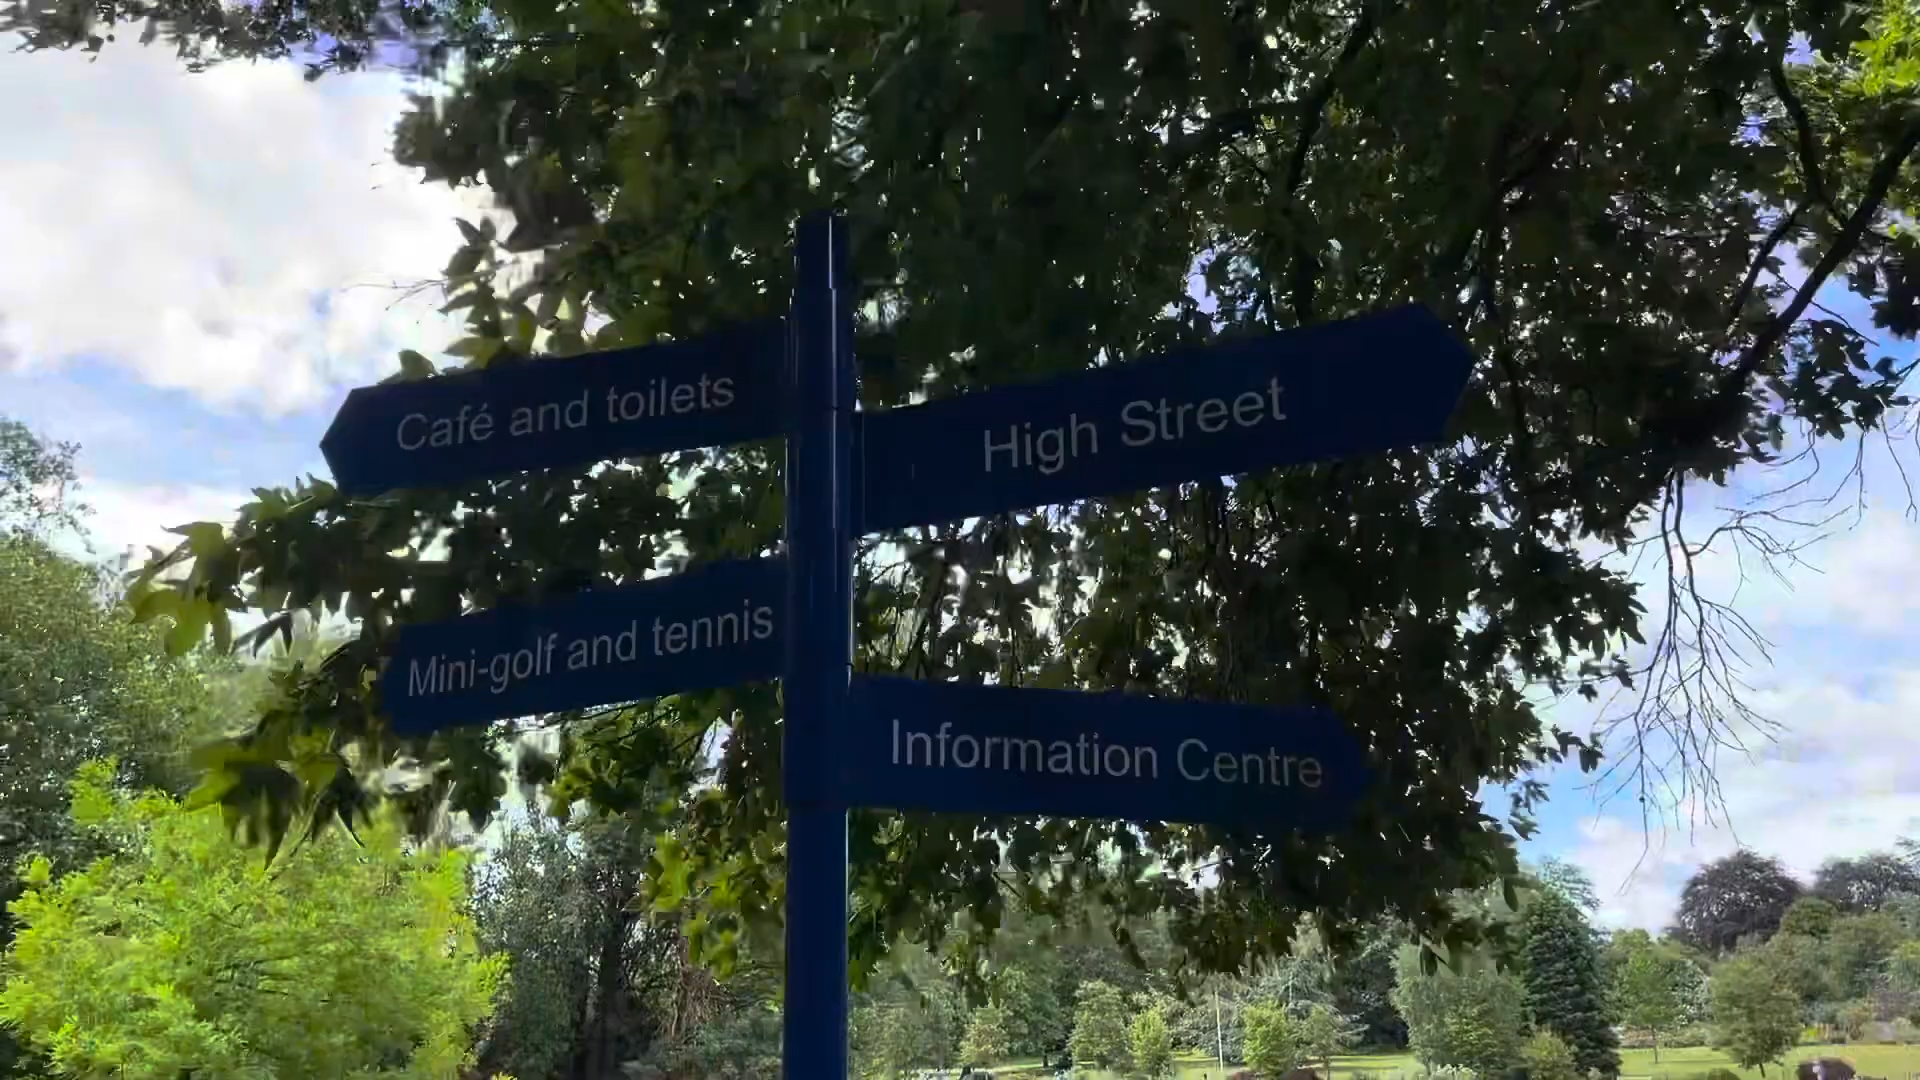 Café and toilets
High Street
Mini-golf and tennis
Information Centre